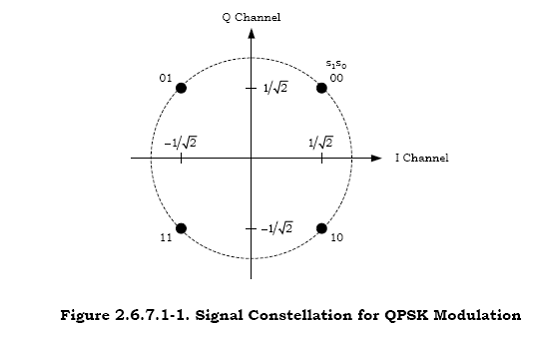 Q Channel
s₁s₀
01
00
1/√2
–1/√2
1/√2
I Channel
–1/√2
11
10
Figure 2.6.7.1-1. Signal Constellation for QPSK Modulation